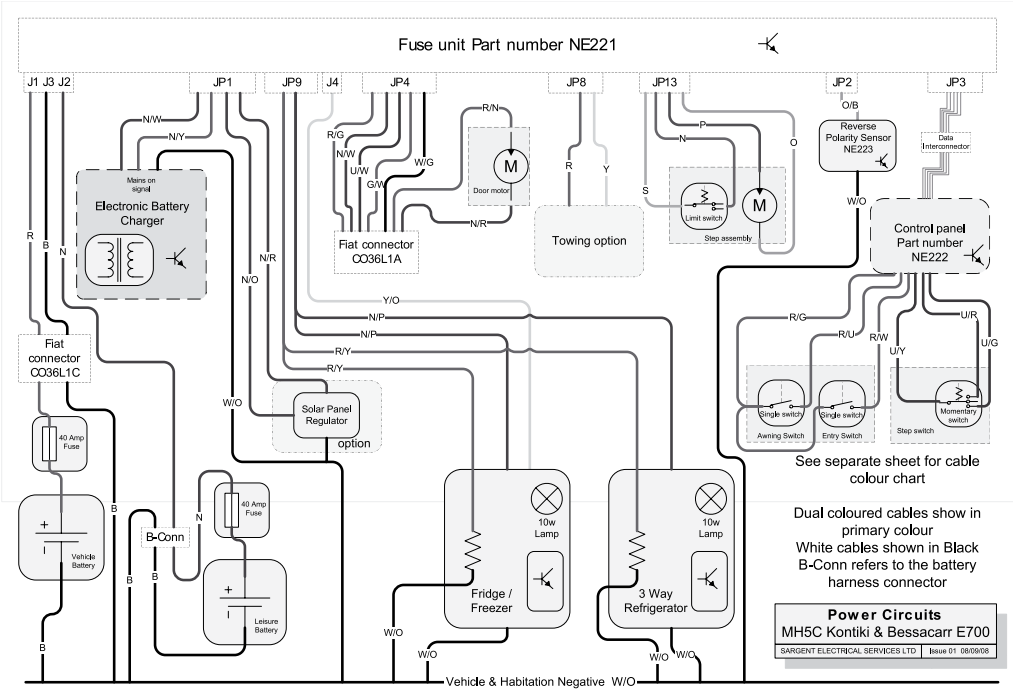 Fuse unit Part number NE221
J1 J3 J2
JP1
JP9
J4
JP4
JP8
JP13
JP2
JP3
N/W
N/Y
R/G
N/W
U/W
G/W
W/G
R/N
M
Door motor
N/R
R
Y
P
N
O
S
M
Limit switch
Step assembly
O/B
Reverse
Polarity Sensor
NE223
W/O
Data
Interconnector
Mains on
signal
Electronic Battery
Charger
Fiat connector
CO36L1A
Towing option
Control panel
Part number
NE222
R
B
N
N/O
N/R
Y/O
N/P
N/P
R/Y
R/Y
R/G
R/U
R/W
U/Y
U/R
U/G
Fiat
connector
CO36L1C
W/O
Solar Panel
Regulator
option
Single switch
Awning Switch
Single switch
Entry Switch
Momentary
switch
Step switch
40 Amp
Fuse
See separate sheet for cable
colour chart
+
–
Vehicle
Battery
B
B-Conn
N
40 Amp
Fuse
B
B
+
–
Leisure
Battery
B
10w
Lamp
Fridge /
Freezer
10w
Lamp
3 Way
Refrigerator
Dual coloured cables show in
primary colour
White cables shown in Black
B-Conn refers to the battery
harness connector
W/O
W/O
W/O
W/O
Power Circuits
MH5C Kontiki & Bessacarr E700
SARGENT ELECTRICAL SERVICES LTD
Issue 01 08/09/08
Vehicle & Habitation Negative W/O